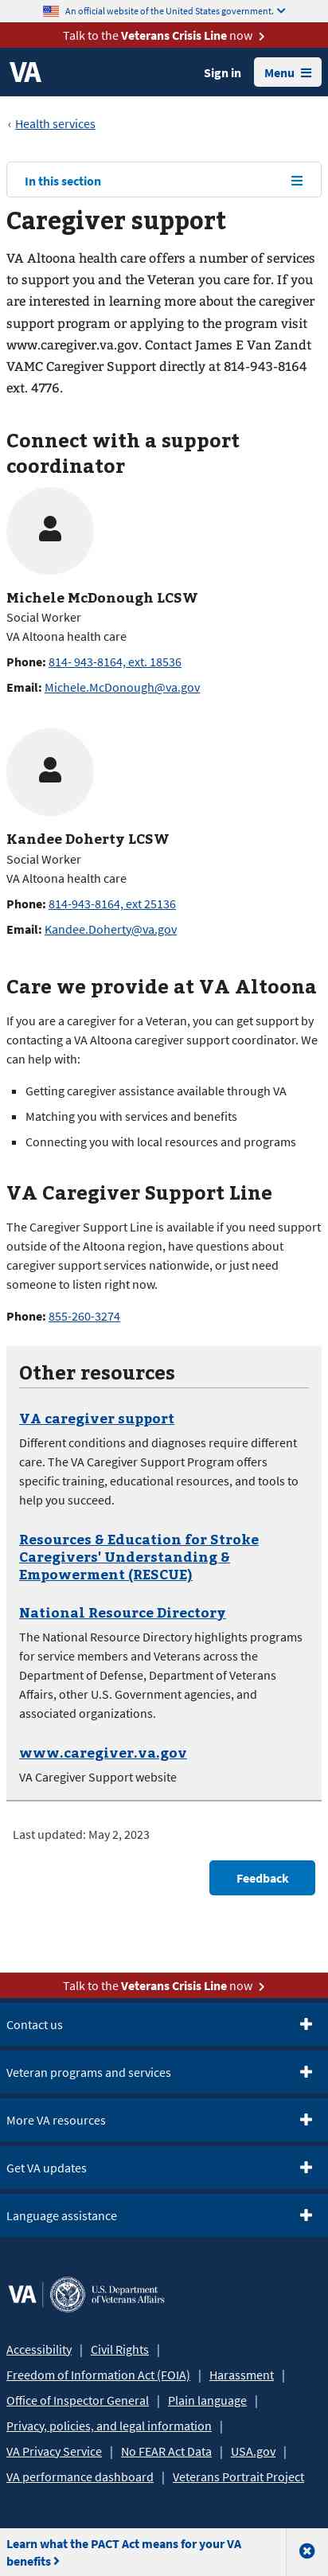 An official website of the United States government.
Talk to the Veterans Crisis Line now
VA
Sign in
Menu
‹ Health services
In this section
Caregiver support
VA Altoona health care offers a number of services
to support you and the Veteran you care for. If you
are interested in learning more about the caregiver
support program or applying to the program visit
www.caregiver.va.gov. Contact James E Van Zandt
VAMC Caregiver Support directly at 814-943-8164
ext. 4776.
Connect with a support
coordinator
Michele McDonough LCSW
Social Worker
VA Altoona health care
Phone: 814- 943-8164, ext. 18536
Email: Michele.McDonough@va.gov
Kandee Doherty LCSW
Social Worker
VA Altoona health care
Phone: 814-943-8164, ext 25136
Email: Kandee.Doherty@va.gov
Care we provide at VA Altoona
If you are a caregiver for a Veteran, you can get support by
contacting a VA Altoona caregiver support coordinator. We
can help with:
▪ Getting caregiver assistance available through VA
▪ Matching you with services and benefits
▪ Connecting you with local resources and programs
VA Caregiver Support Line
The Caregiver Support Line is available if you need support
outside of the Altoona region, have questions about
caregiver support services nationwide, or just need
someone to listen right now.
Phone: 855-260-3274
Other resources
VA caregiver support
Different conditions and diagnoses require different
care. The VA Caregiver Support Program offers
specific training, educational resources, and tools to
help you succeed.
Resources & Education for Stroke
Caregivers' Understanding &
Empowerment (RESCUE)
National Resource Directory
The National Resource Directory highlights programs
for service members and Veterans across the
Department of Defense, Department of Veterans
Affairs, other U.S. Government agencies, and
associated organizations.
www.caregiver.va.gov
VA Caregiver Support website
Last updated: May 2, 2023
Feedback
Talk to the Veterans Crisis Line now
Contact us
Veteran programs and services
More VA resources
Get VA updates
Language assistance
VA
U.S. Department
of Veterans Affairs
Accessibility | Civil Rights |
Freedom of Information Act (FOIA) | Harassment |
Office of Inspector General | Plain language |
Privacy, policies, and legal information |
VA Privacy Service | No FEAR Act Data | USA.gov |
VA performance dashboard | Veterans Portrait Project
Learn what the PACT Act means for your VA
benefits